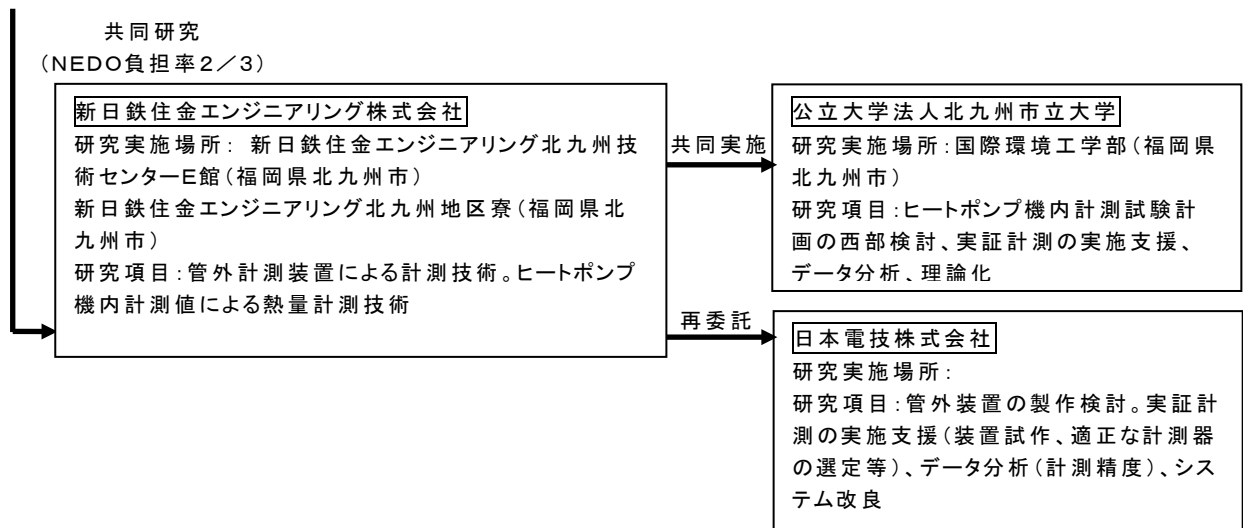 共同研究
(NEDO負担率2/3)
新日鉄住金エンジニアリング株式会社
研究実施場所: 新日鉄住金エンジニアリング北九州技
術センターE館(福岡県北九州市)
新日鉄住金エンジニアリング北九州地区寮(福岡県北
九州市)
研究項目:管外計測装置による計測技術。ヒートポンプ
機内計測値による熱量計測技術
共同実施
公立大学法人北九州市立大学
研究実施場所:国際環境工学部(福岡県
北九州市)
研究項目:ヒートポンプ機内計測試験計
画の西部検討、実証計測の実施支援、
データ分析、理論化
再委託
日本電技株式会社
研究実施場所:
研究項目:管外装置の製作検討。実証計
測の実施支援(装置試作、適正な計測器
の選定等)、データ分析(計測精度)、シス
テム改良